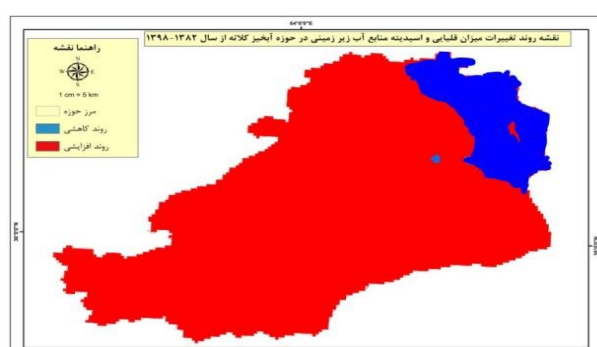 نقشه روند تغییرات میزان قلیایی و اسیدیته منابع آب زیر زمینی در حوزه آبخیز کلاته از سال ۱۳۸۲-۱۳۹۸
راهنما نقشه
N
W E
S
1 cm = 5 km
مرز حوزه
روند کاهشی
روند افزایشی